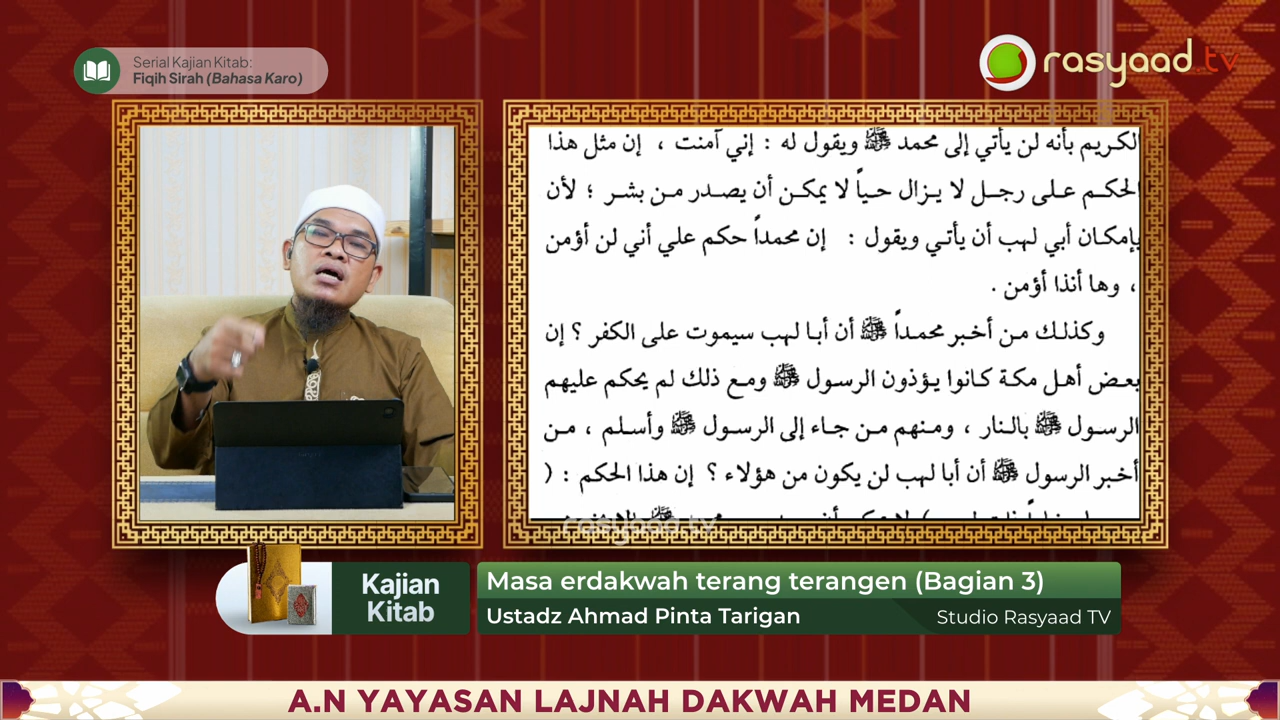 Serial Kajian Kitab:
Fiqih Sirah (Bahasa Karo)
rasyaad tv
الكريم بأنه لن يأتي إلى محمد ﷺ ويقول له : إني آمنت ، إن مثل هذا
الحكم على رجل لا يزال حياً لا يمكن أن يصدر من بشر ؛ لأن
بإمكان أبي لهب أن يأتي ويقول : إن محمداً حكم علي أني لن أؤمن
، وها أنذا أؤمن .
وكذلك من أخبر محمداً ﷺ أن أبا لهب سيموت على الكفر ؟ إن
بعض أهل مكة كانوا يؤذون الرسول ﷺ ومع ذلك لم يحكم عليهم
الرسول ﷺ بالنار ، ومنهم من جاء إلى الرسول ﷺ وأسلم ، من
أخبر الرسول ﷺ أن أبا لهب لن يكون من هؤلاء ؟ إن هذا الحكم : (
rasyaad tv
Kajian
Kitab
Masa erdakwah terang terangen (Bagian 3)
Ustadz Ahmad Pinta Tarigan
Studio Rasyaad TV
A.N YAYASAN LAJNAH DAKWAH MEDAN